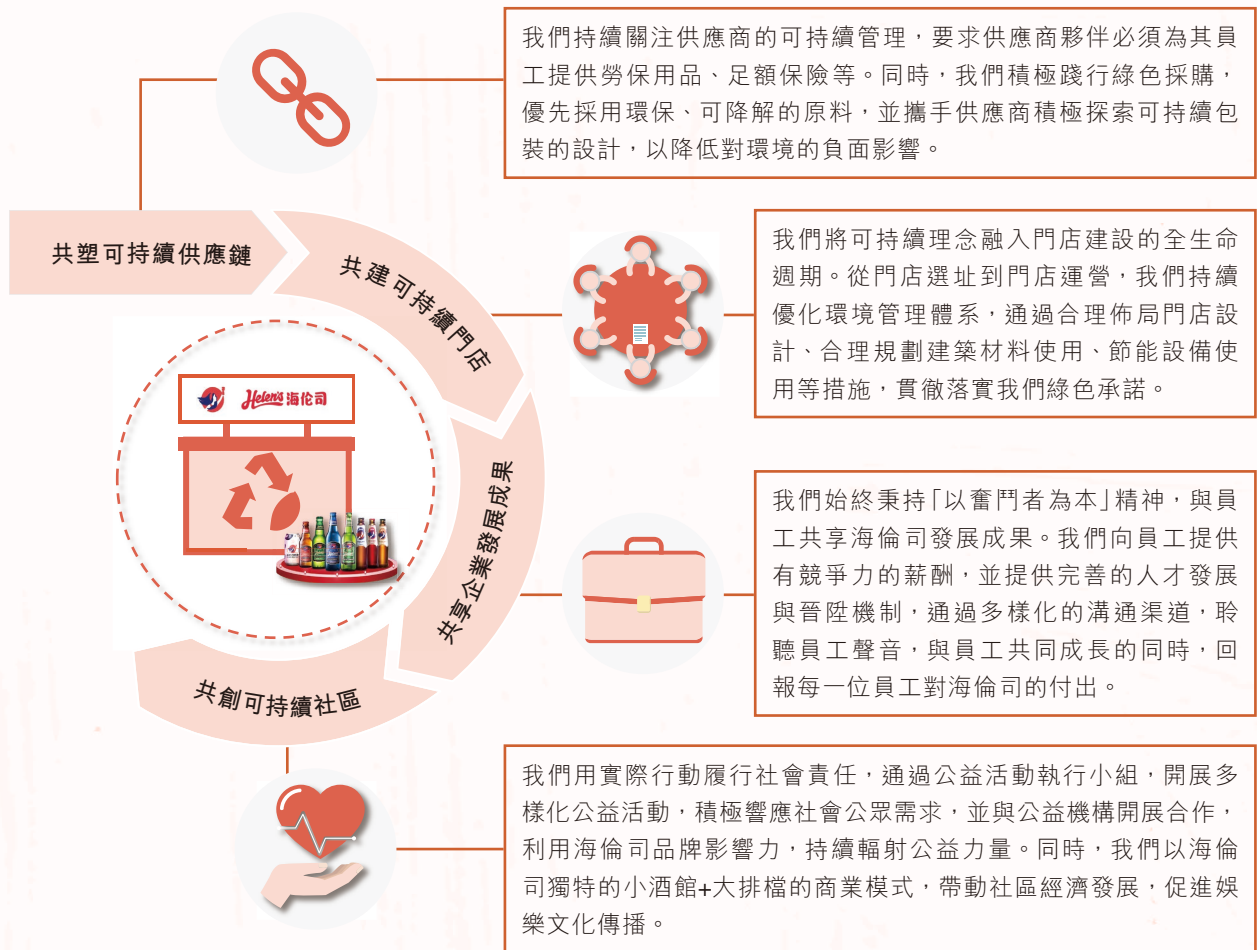 我們持續關注供應商的可持續管理，要求供應商夥伴必須為其員
工提供勞保用品、足額保險等。同時，我們積極踐行綠色採購，
優先採用環保、可降解的原料，並攜手供應商積極探索可持續包
裝的設計，以降低對環境的負面影響。
共塑可持續供應鏈
共建可持續門店
我們將可持續理念融入門店建設的全生命
週期。從門店選址到門店運營，我們持續
優化環境管理體系，通過合理佈局門店設
計、合理規劃建築材料使用、節能設備使
用等措施，貫徹落實我們綠色承諾。
Helen's 海伦司
共享企業發展成果
我們始終秉持「以奮鬥者為本」精神，與員
工共享海倫司發展成果。我們向員工提供
有競爭力的薪酬，並提供完善的人才發展
與晉陞機制，通過多樣化的溝通渠道，聆
聽員工聲音，與員工共同成長的同時，回
報每一位員工對海倫司的付出。
共創可持續社區
我們用實際行動履行社會責任，通過公益活動執行小組，開展多
樣化公益活動，積極響應社會公眾需求，並與公益機構開展合作，
利用海倫司品牌影響力，持續輻射公益力量。同時，我們以海倫
司獨特的小酒館+大排檔的商業模式，帶動社區經濟發展，促進娛
樂文化傳播。